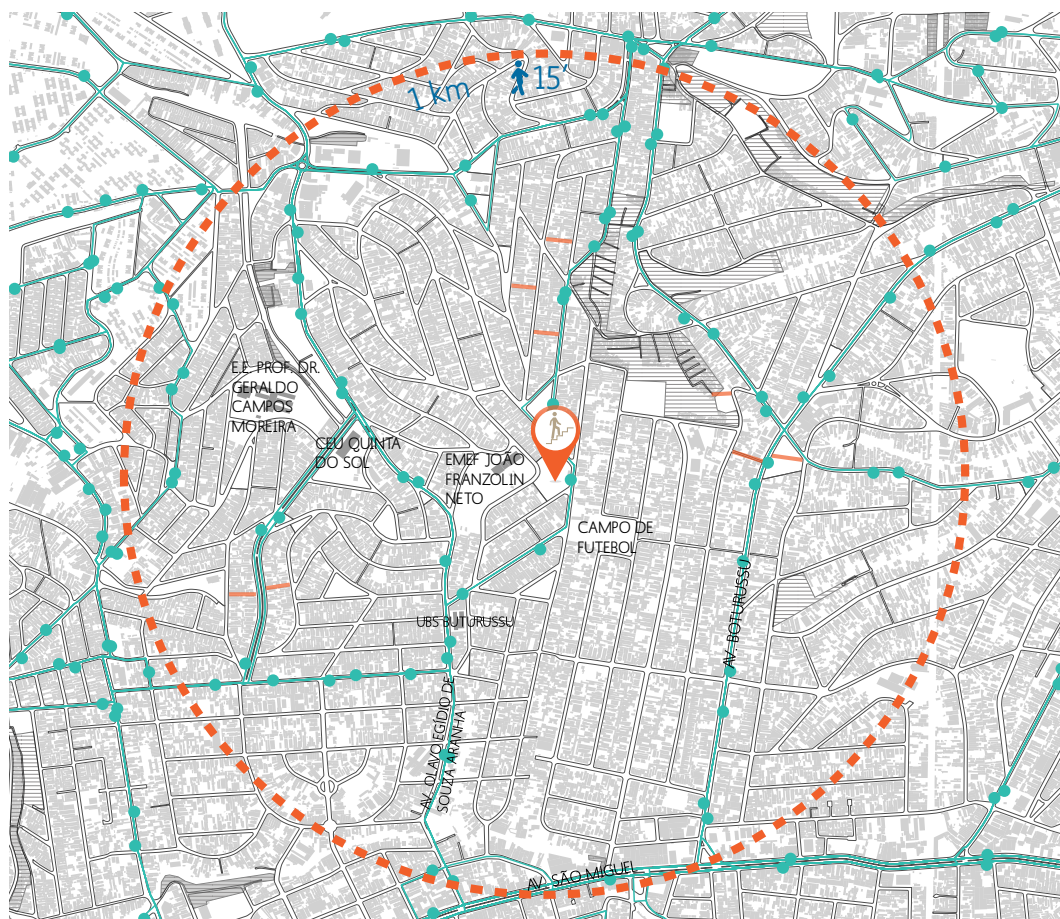 1 km
15'
E.E. PROF. DR.
GERALDO
CAMPOS
MOREIRA
CEU QUINTA
DO SOL
EMEF JOÃO
FRANZOLIN
NETO
CAMPO DE
FUTEBOL
AV. BOTURUSSU
UBS BUTURUSSU
AV. OLAVO EGÍDIO DE
SOUZA ARANHA
AV. SÃO MIGUEL